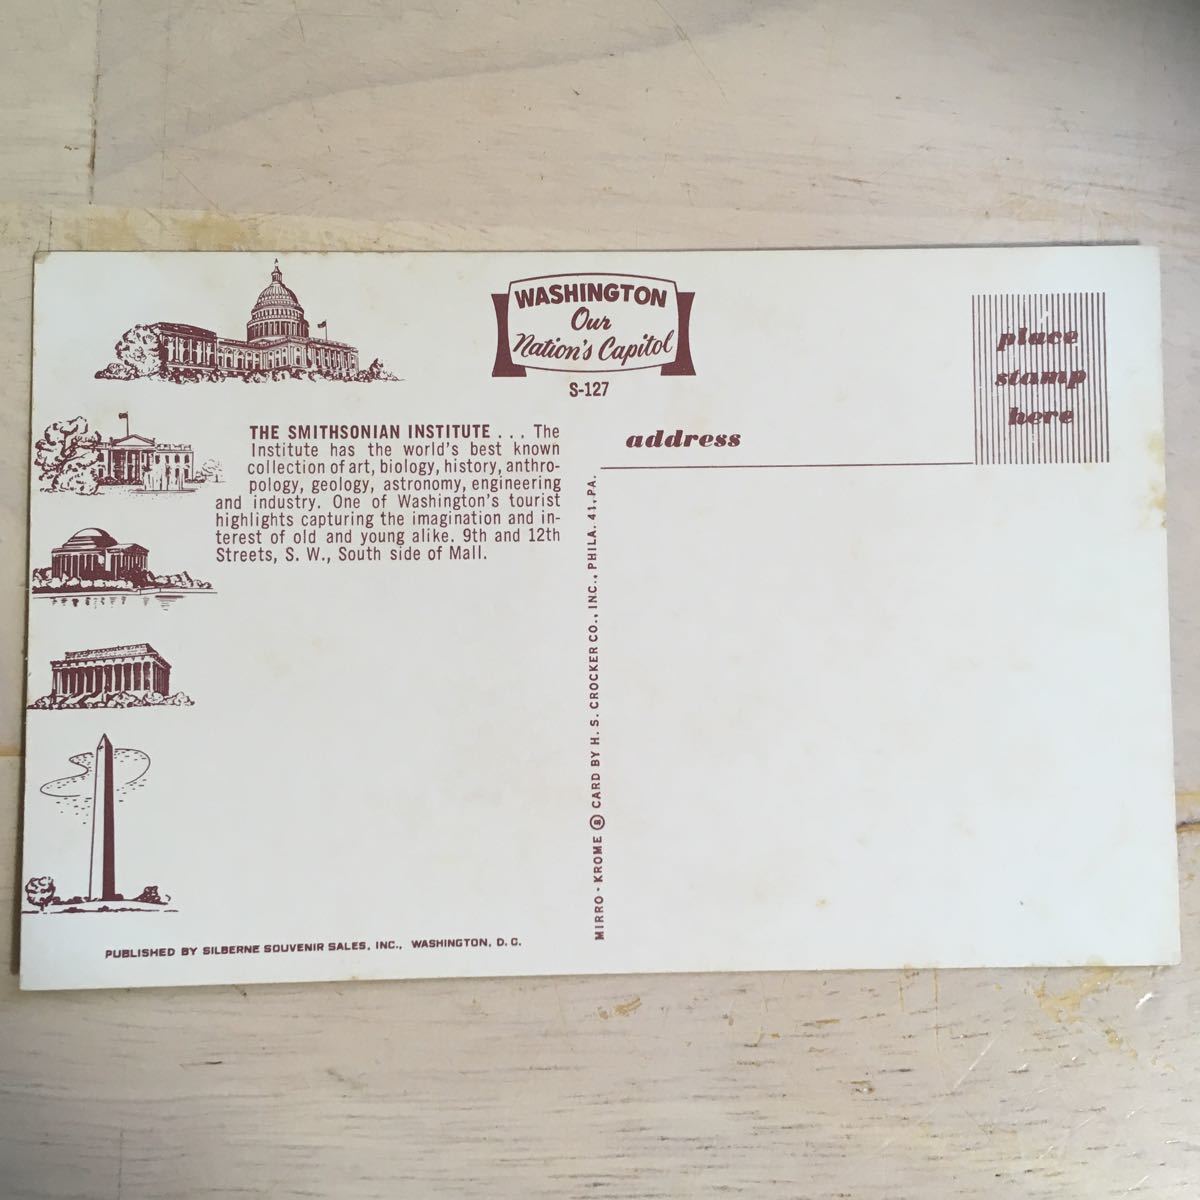 WASHINGTON
Our
Nation's Capitol
S-127
place
stamp
here
THE SMITHSONIAN INSTITUTE . . . The
Institute has the world's best known
collection of art, biology, history, anthro-
pology, geology, astronomy, engineering
and industry. One of Washington's tourist
highlights capturing the imagination and in-
terest of old and young alike. 9th and 12th
Streets, S. W., South side of Mall.
address
MIRRO - KROME ® CARD BY H. S. CROCKER CO., INC., PHILA. 41, PA.
PUBLISHED BY SILBERNE SOUVENIR SALES, INC., WASHINGTON, D. C.